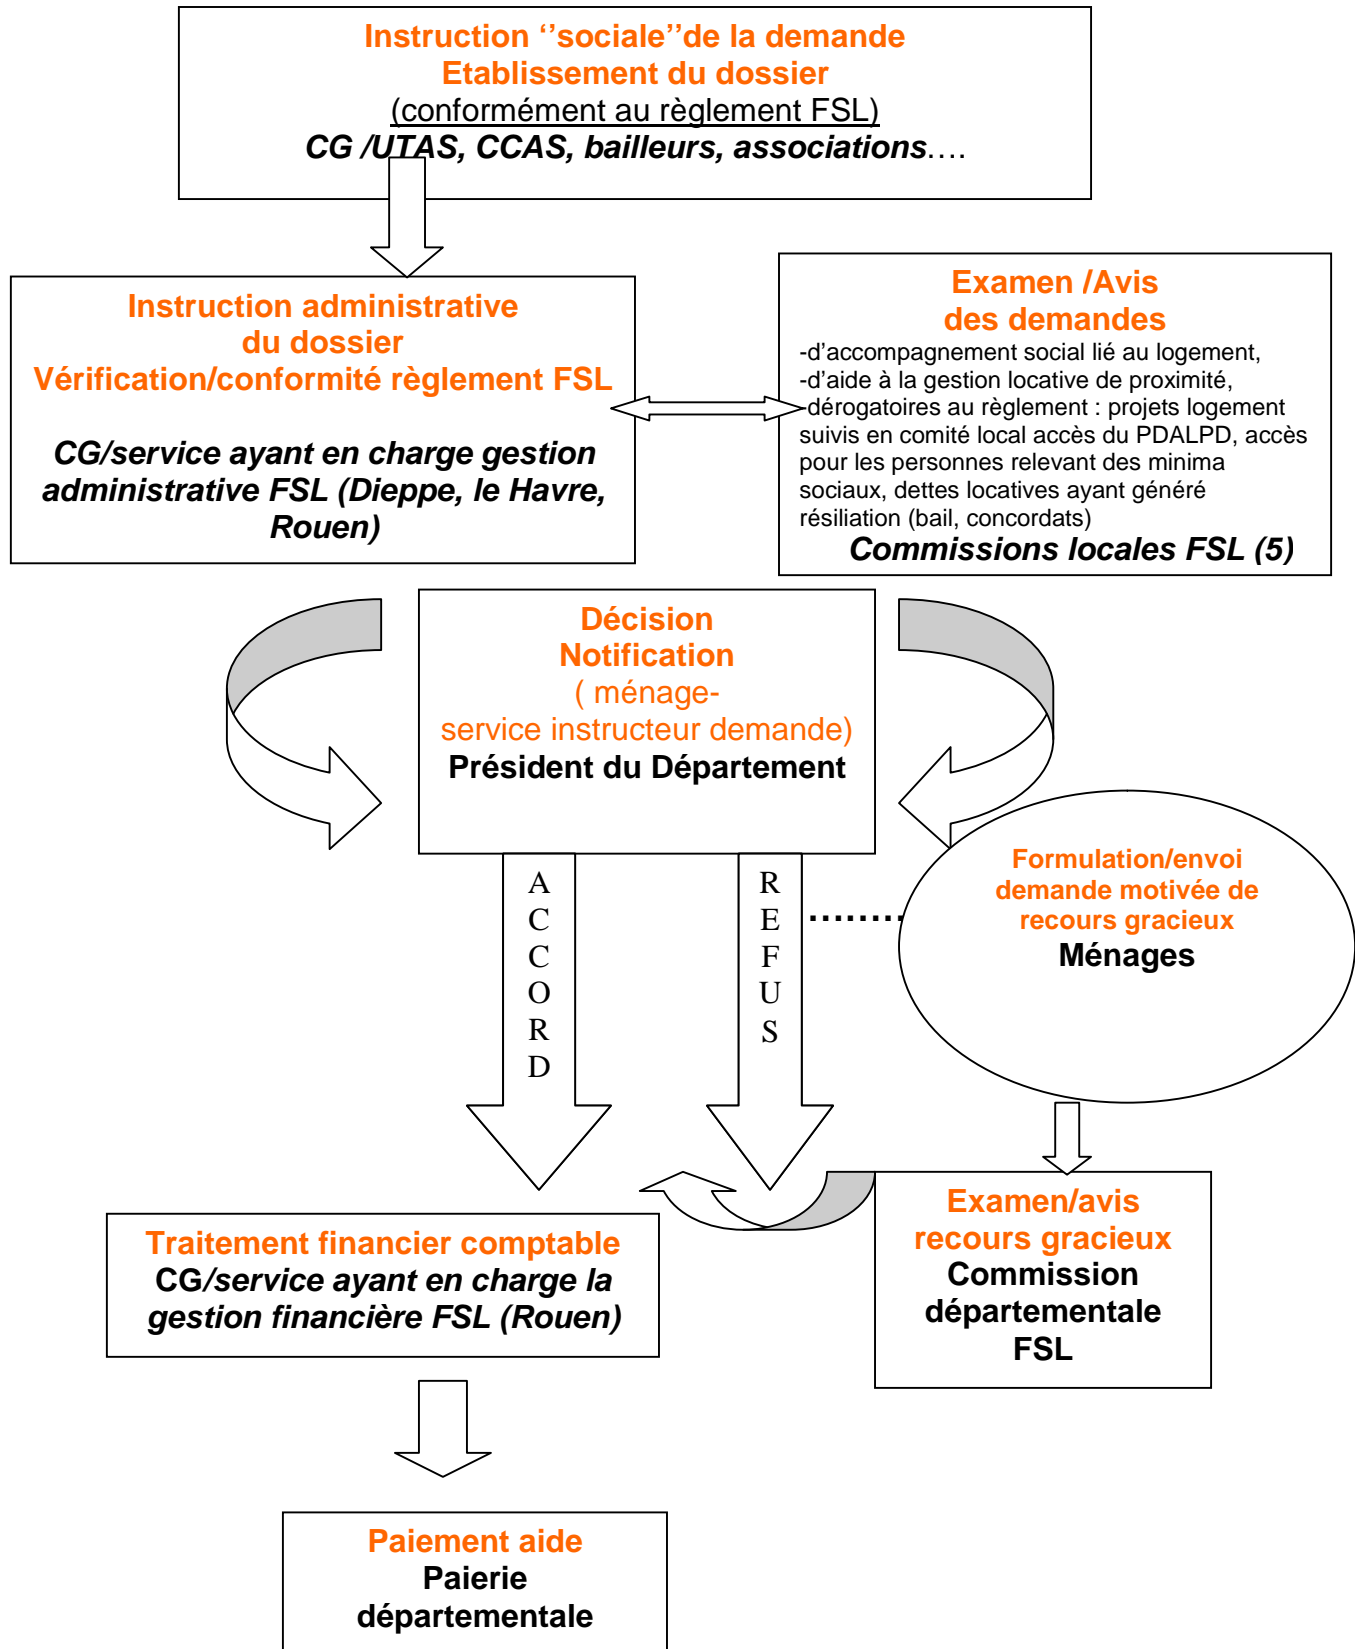 Instruction ‘‘sociale’’de la demande
Etablissement du dossier
(conformément au règlement FSL)
CG /UTAS, CCAS, bailleurs, associations….
Instruction administrative
du dossier
Vérification/conformité règlement FSL
CG/service ayant en charge gestion
administrative FSL (Dieppe, le Havre,
Rouen)
Examen /Avis
des demandes
-d’accompagnement social lié au logement,
-d’aide à la gestion locative de proximité,
-dérogatoires au règlement : projets logement
suivis en comité local accès du PDALPD, accès
pour les personnes relevant des minima
sociaux, dettes locatives ayant généré
résiliation (bail, concordats)
Commissions locales FSL (5)
Décision
Notification
( ménage-
service instructeur demande)
Président du Département
A
C
C
O
R
D
R
E
F
U
S
Formulation/envoi
demande motivée de
recours gracieux
Ménages
Traitement financier comptable
CG/service ayant en charge la
gestion financière FSL (Rouen)
Examen/avis
recours gracieux
Commission
départementale
FSL
Paiement aide
Paierie
départementale